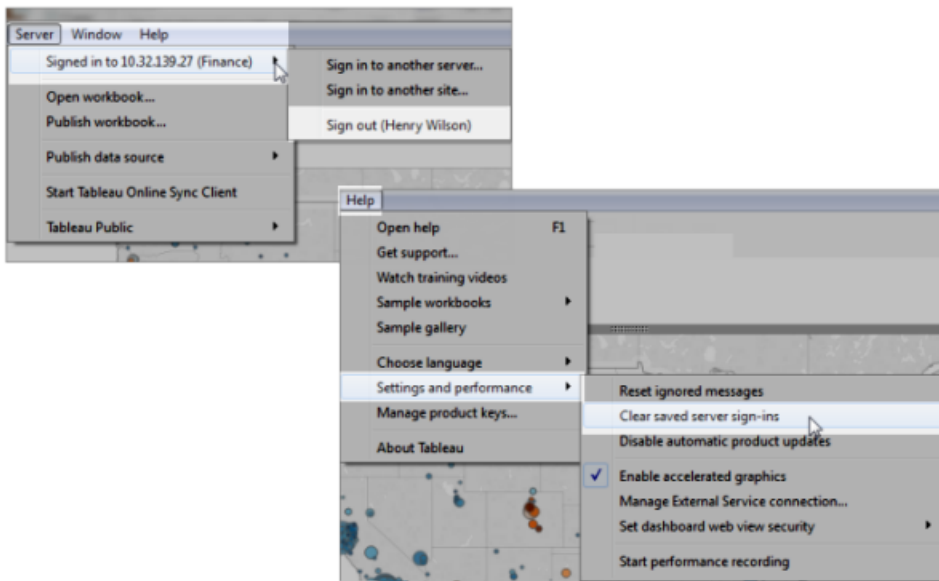 Server Window Help
Signed in to 10.32.139.27 (Finance)
Open workbook...
Publish workbook...
Publish data source
Start Tableau Online Sync Client
Tableau Public
Sign in to another server...
Sign in to another site...
Sign out (Henry Wilson)
Help
Open help F1
Get support...
Watch training videos
Sample workbooks
Sample gallery
Choose language
Settings and performance
Manage product keys...
About Tableau
Reset ignored messages
Clear saved server sign-ins
Disable automatic product updates
Enable accelerated graphics
Manage External Service connection...
Set dashboard web view security
Start performance recording